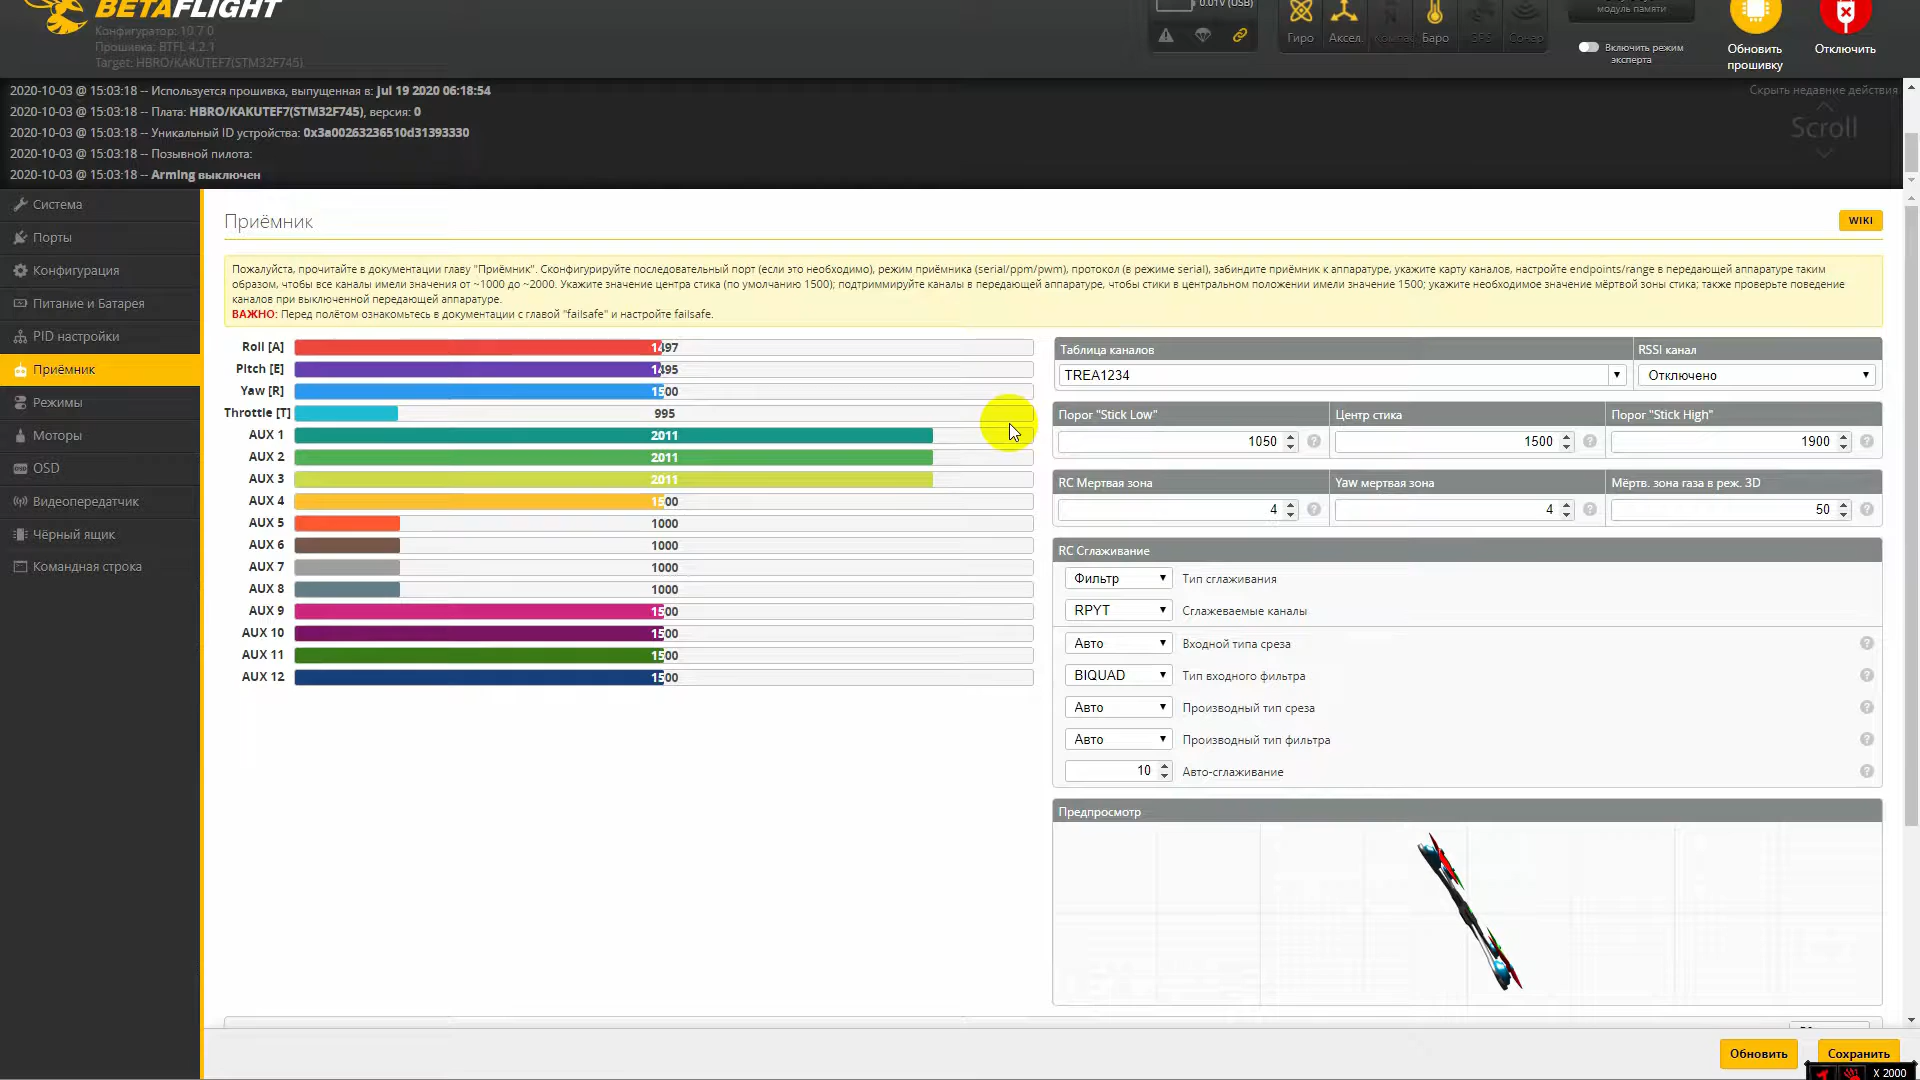 BETAFLIGHT
Конфигуратор: 10.7.0
Прошивка: BTFL 4.2.1
Target: HBRO/KAKUTEF7(STM32F745)
0.01V (USB)
Гиро
Аксел.
Компас
Баро
GPS
Сонар
модуль памяти
Включить режим
эксперта
Обновить
прошивку
Отключить
2020-10-03 @ 15:03:18 -- Используется прошивка, выпущенная в: Jul 19 2020 06:18:54
2020-10-03 @ 15:03:18 -- Плата: HBRO/KAKUTEF7(STM32F745), версия: 0
2020-10-03 @ 15:03:18 -- Уникальный ID устройства: 0x3a00263236510d31393330
2020-10-03 @ 15:03:18 -- Позывной пилота:
2020-10-03 @ 15:03:18 -- Arming выключен
Скрыть недавние действия
Scroll
Система
Порты
Конфигурация
Питание и Батарея
PID настройки
Приёмник
Режимы
Моторы
OSD
Видеопередатчик
Чёрный ящик
Командная строка
Приёмник
WIKI
Пожалуйста, прочитайте в документации главу "Приёмник". Сконфигурируйте последовательный порт (если это необходимо), режим приёмника (serial/ppm/pwm), протокол (в режиме serial), забиндите приёмник к аппаратуре, укажите карту каналов, настройте endpoints/range в передающей аппаратуре таким
образом, чтобы все каналы имели значения от ~1000 до ~2000. Укажите значение центра стика (по умолчанию 1500); подтриммируйте каналы в передающей аппаратуре, чтобы стики в центральном положении имели значение 1500; укажите необходимое значение мёртвой зоны стика; также проверьте поведение
каналов при выключенной передающей аппаратуре.
ВАЖНО: Перед полётом ознакомьтесь в документации с главой "failsafe" и настройте failsafe.
Roll [A] 1497
Pitch [E] 1495
Yaw [R] 1500
Throttle [T] 995
AUX 1 2011
AUX 2 2011
AUX 3 2011
AUX 4 1500
AUX 5 1000
AUX 6 1000
AUX 7 1000
AUX 8 1000
AUX 9 1500
AUX 10 1500
AUX 11 1500
AUX 12 1500
Таблица каналов
RSSI канал
TREA1234
Отключено
Порог "Stick Low"
Центр стика
Порог "Stick High"
1050
1500
1900
RC Мертвая зона
Yaw мертвая зона
Мёртв. зона газа в реж. 3D
4
4
50
RC Сглаживание
Фильтр Тип сглаживания
RPYT Сглажеваемые каналы
Авто Входной типа среза
BIQUAD Тип входного фильтра
Авто Производный тип среза
Авто Производный тип фильтра
10 Авто-сглаживание
Предпросмотр
Обновить
Сохранить
X 2000